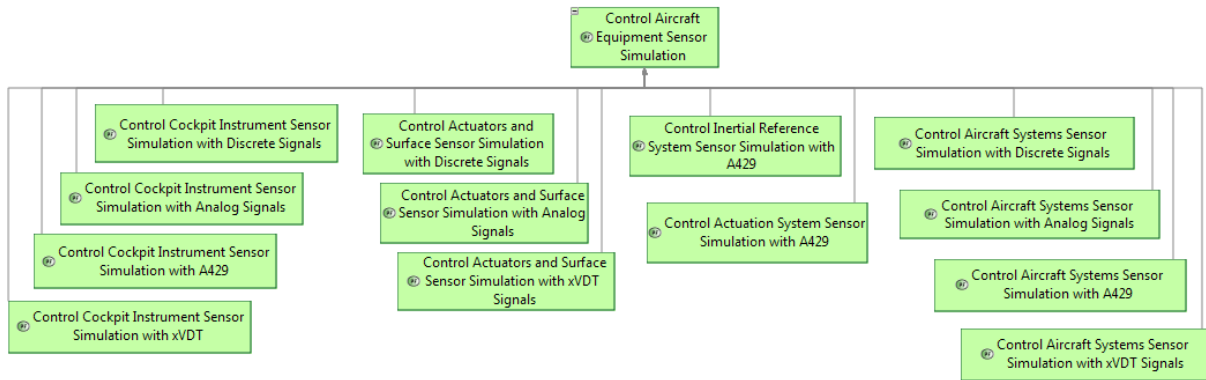 Control Aircraft
Equipment Sensor
Simulation
Control Cockpit Instrument Sensor
Simulation with Discrete Signals
Control Cockpit Instrument Sensor
Simulation with Analog Signals
Control Cockpit Instrument Sensor
Simulation with A429
Control Cockpit Instrument Sensor
Simulation with xVDT
Control Actuators and
Surface Sensor Simulation
with Discrete Signals
Control Actuators and Surface
Sensor Simulation with Analog
Signals
Control Actuators and Surface
Sensor Simulation with xVDT
Signals
Control Inertial Reference
System Sensor Simulation with
A429
Control Actuation System Sensor
Simulation with A429
Control Aircraft Systems Sensor
Simulation with Discrete Signals
Control Aircraft Systems Sensor
Simulation with Analog Signals
Control Aircraft Systems Sensor
Simulation with A429
Control Aircraft Systems Sensor
Simulation with xVDT Signals